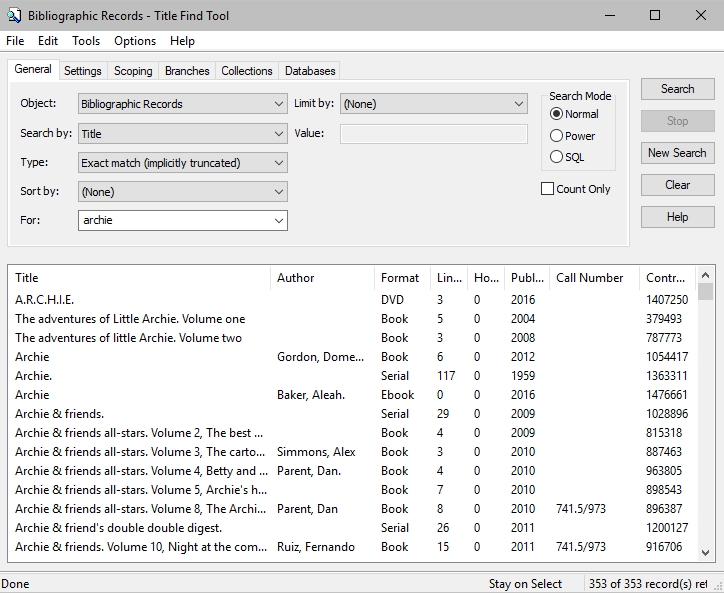 Bibliographic Records - Title Find Tool
File Edit Tools Options Help
General Settings Scoping Branches Collections Databases
Object: Bibliographic Records Limit by: (None) Search Mode Search
Search by: Title Value: Normal Stop
Type: Exact match (implicitly truncated) Power New Search
SQL
Sort by: (None) Count Only Clear
For: archie Help
Title Author Format Lin... Ho... Publ... Call Number Contr...
A.R.C.H.I.E. DVD 3 0 2016 1407250
The adventures of Little Archie. Volume one Book 5 0 2004 379493
The adventures of little Archie. Volume two Book 3 0 2008 787773
Archie Gordon, Dome... Book 6 0 2012 1054417
Archie. Serial 117 0 1959 1363311
Archie Baker, Aleah. Ebook 0 0 2016 1476661
Archie & friends. Serial 29 0 2009 1028896
Archie & friends all-stars. Volume 2, The best ... Book 4 0 2009 815318
Archie & friends all-stars. Volume 3, The carto... Simmons, Alex Book 3 0 2010 887463
Archie & friends all-stars. Volume 4, Betty and ... Parent, Dan. Book 4 0 2010 963805
Archie & friends all-stars. Volume 5, Archie's h... Book 7 0 2010 898543
Archie & friends all-stars. Volume 8, The Archi... Parent, Dan Book 8 0 2010 741.5/973 896387
Archie & friend's double double digest. Serial 26 0 2011 1200127
Archie & friends. Volume 10, Night at the com... Ruiz, Fernando Book 15 0 2011 741.5/973 916706
Done Stay on Select 353 of 353 record(s) ret